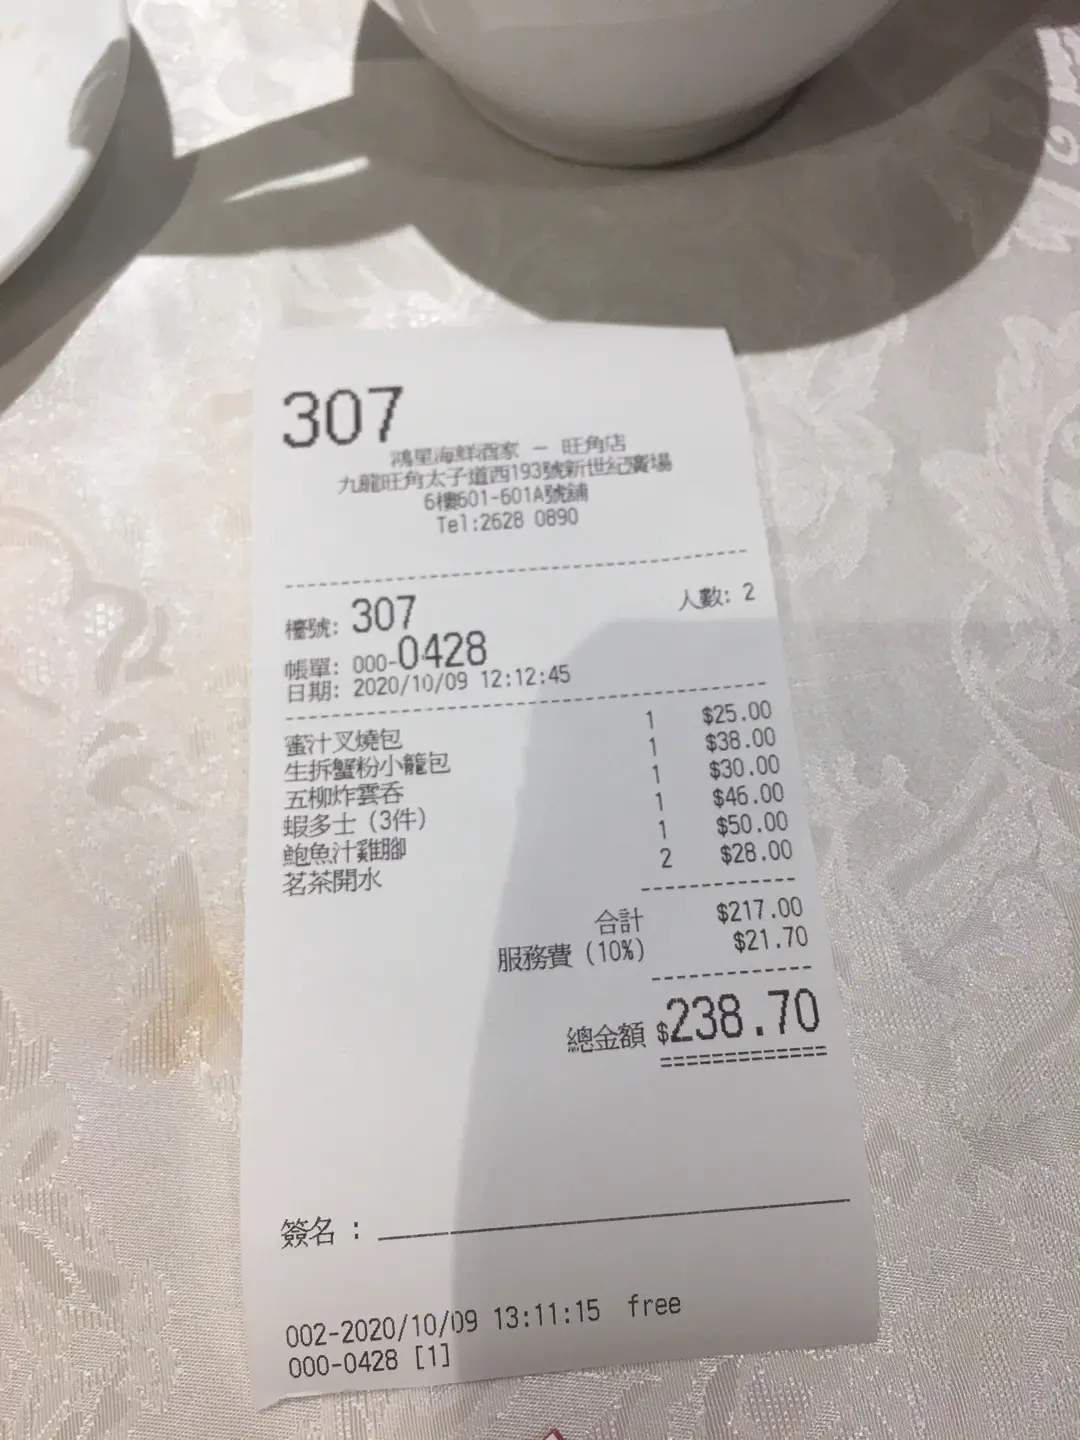 307
鴻星海鮮酒家 - 旺角店
九龍旺角太子道西193號新世紀廣場
6樓601-601A號舖
Tel:2628 0890
檯號: 307 人數: 2
帳單: 000-0428
日期: 2020/10/09 12:12:45
蜜汁叉燒包 1 $25.00
生拆蟹粉小籠包 1 $38.00
五柳炸雲吞 1 $30.00
蝦多士 (3件) 1 $46.00
鮑魚汁雞腳 1 $50.00
茗茶開水 2 $28.00
合計 $217.00
服務費 (10%) $21.70
總金額 $238.70
簽名 :
002-2020/10/09 13:11:15 free
000-0428 [1]